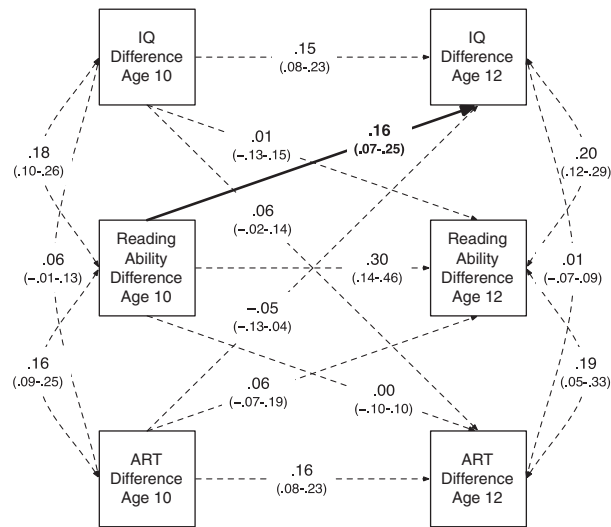 IQ
Difference
Age 10
.15
(.08-.23)
IQ
Difference
Age 12
.18
(.10-.26)
.01
(−.13-.15)
.16
(.07-.25)
.20
(.12-.29)
.06
(−.01-.13)
Reading
Ability
Difference
Age 10
.06
(−.02-.14)
.30
(.14-.46)
Reading
Ability
Difference
Age 12
.01
(−.07-.09)
−.05
(−.13-.04)
.16
(.09-.25)
.06
(−.07-.19)
.00
(−.10-.10)
.19
(.05-.33)
ART
Difference
Age 10
.16
(.08-.23)
ART
Difference
Age 12